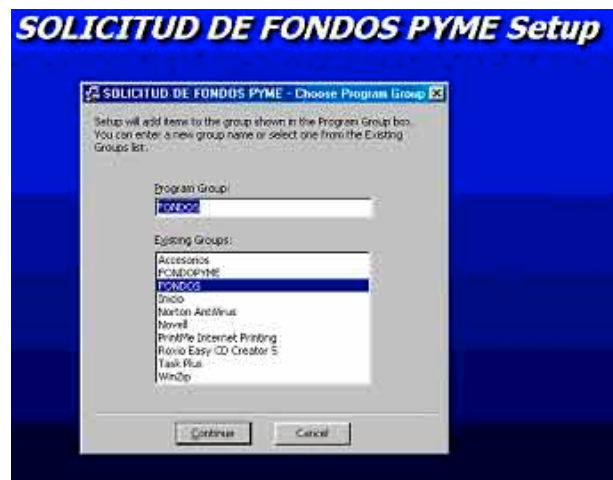 SOLICITUD DE FONDOS PYME Setup
SOLICITUD DE FONDOS PYME - Choose Program Group
Setup will add items to the group shown in the Program Group box.
You can enter a new group name or select one from the Existing
Groups list.
Program Group:
FONDOS
Existing Groups:
Accesorios
FONDOPYME
FONDOS
Inicio
Norton AntiVirus
Novell
PrintMe Internet Printing
Roxio Easy CD Creator 5
Task Plus
WinZip
Continue
Cancel